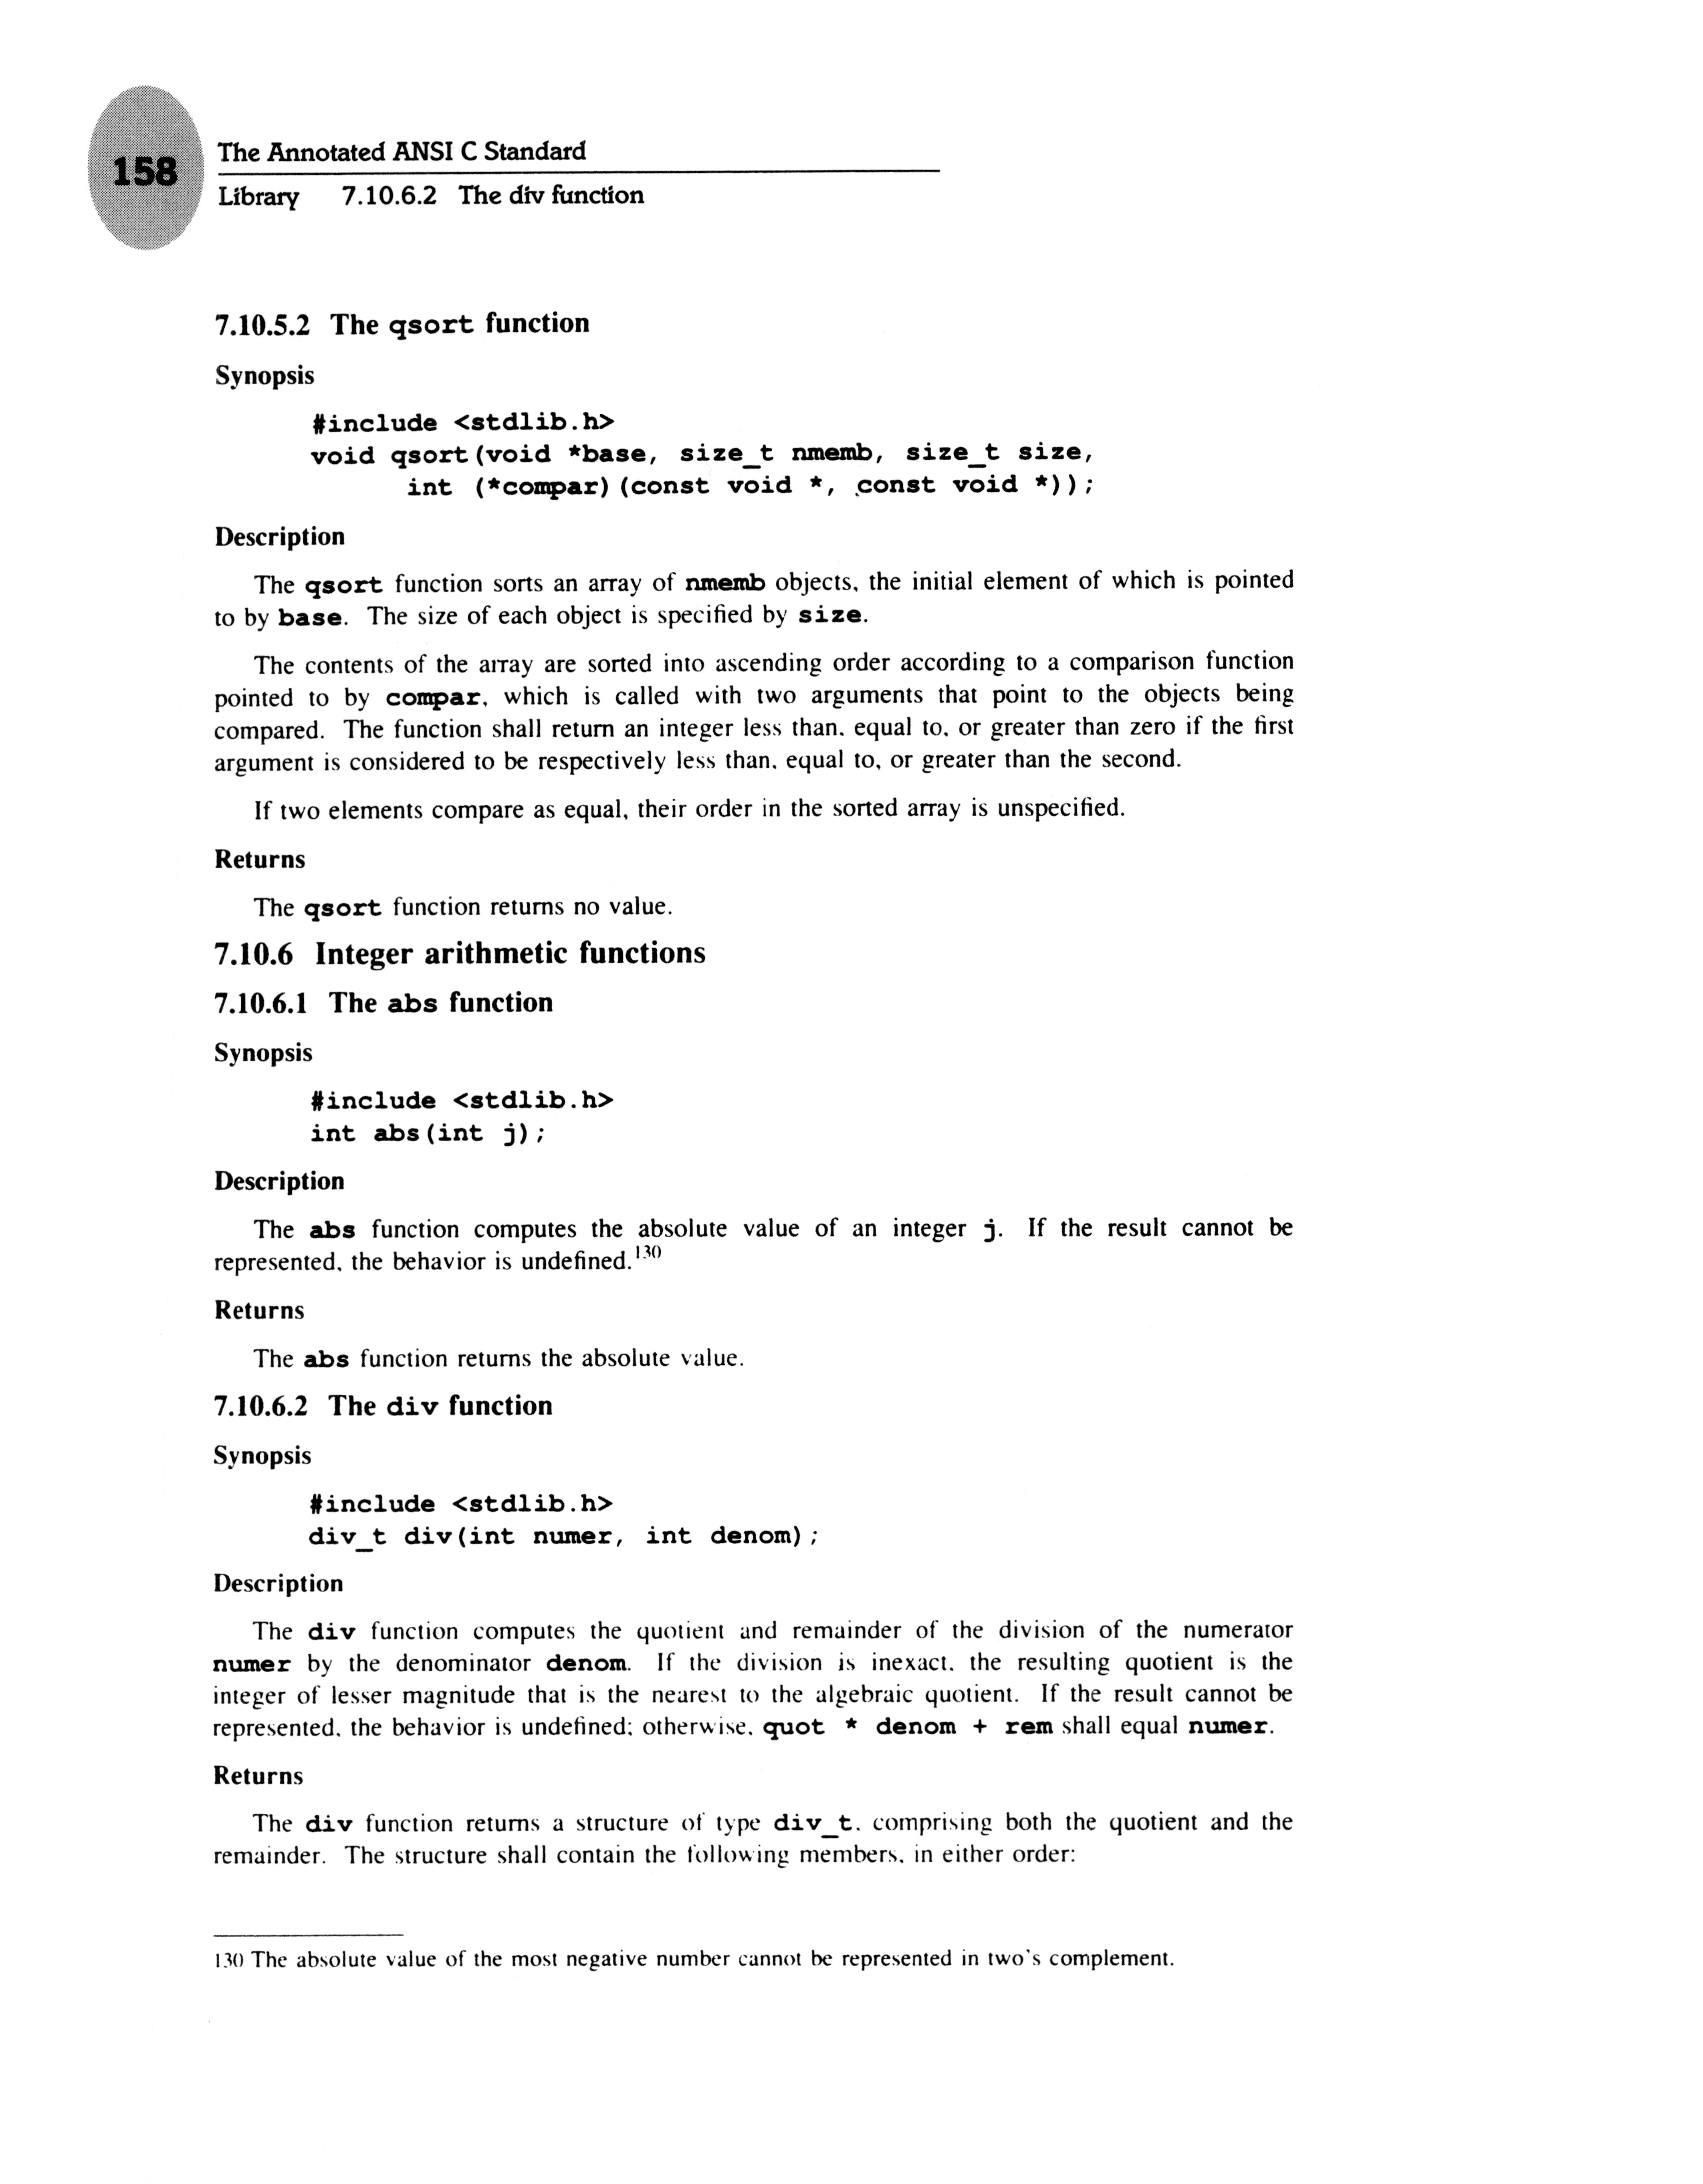 158
The Annotated ANSI C Standard
Library 7.10.6.2 The div function
7.10.5.2 The qsort function
Synopsis
#include <stdlib.h>
void qsort(void *base, size_t nmemb, size_t size,
int (*compar)(const void *, const void *));
Description
The qsort function sorts an array of nmemb objects, the initial element of which is pointed
to by base. The size of each object is specified by size.
The contents of the array are sorted into ascending order according to a comparison function
pointed to by compar, which is called with two arguments that point to the objects being
compared. The function shall return an integer less than, equal to, or greater than zero if the first
argument is considered to be respectively less than, equal to, or greater than the second.
If two elements compare as equal, their order in the sorted array is unspecified.
Returns
The qsort function returns no value.
7.10.6 Integer arithmetic functions
7.10.6.1 The abs function
Synopsis
#include <stdlib.h>
int abs(int j);
Description
The abs function computes the absolute value of an integer j. If the result cannot be
represented, the behavior is undefined.130
Returns
The abs function returns the absolute value.
7.10.6.2 The div function
Synopsis
#include <stdlib.h>
div_t div(int numer, int denom);
Description
The div function computes the quotient and remainder of the division of the numerator
numer by the denominator denom. If the division is inexact, the resulting quotient is the
integer of lesser magnitude that is the nearest to the algebraic quotient. If the result cannot be
represented, the behavior is undefined; otherwise, quot * denom + rem shall equal numer.
Returns
The div function returns a structure of type div_t, comprising both the quotient and the
remainder. The structure shall contain the following members, in either order:
130 The absolute value of the most negative number cannot be represented in two's complement.